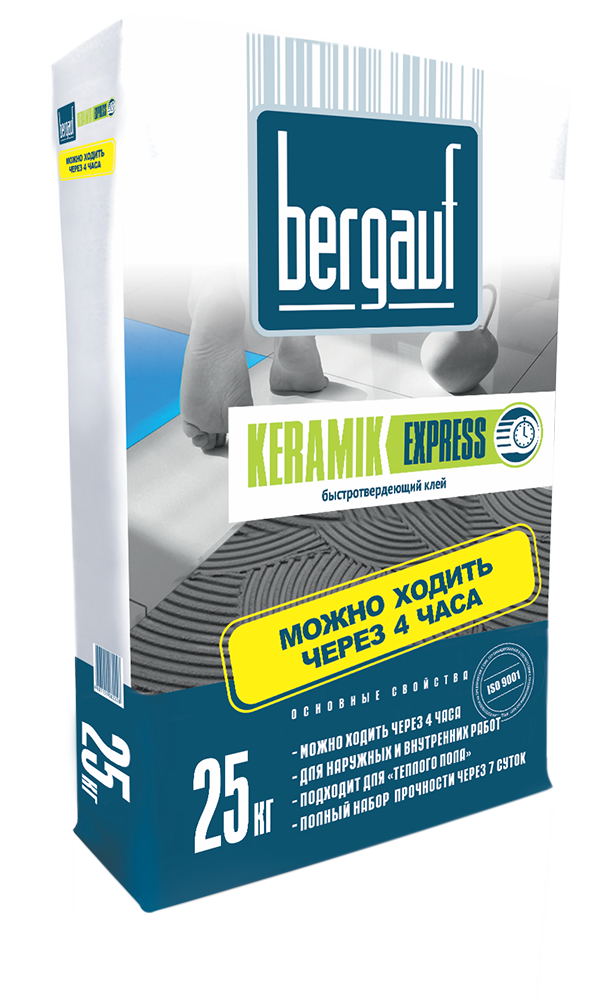 bergauf
KERAMIK EXPRESS
МОЖНО ХОДИТЬ
ЧЕРЕЗ 4 ЧАСА
25
КГ
bergauf
KERAMIK EXPRESS
быстротвердеющий клей
МОЖНО ХОДИТЬ
ЧЕРЕЗ 4 ЧАСА
ОСНОВНЫЕ СВОЙСТВА
ISO 9001
25 КГ
- МОЖНО ХОДИТЬ ЧЕРЕЗ 4 ЧАСА
- ДЛЯ НАРУЖНЫХ И ВНУТРЕННИХ РАБОТ
- ПОДХОДИТ ДЛЯ «ТЕПЛОГО ПОЛА»
- ПОЛНЫЙ НАБОР ПРОЧНОСТИ ЧЕРЕЗ 7 СУТОК